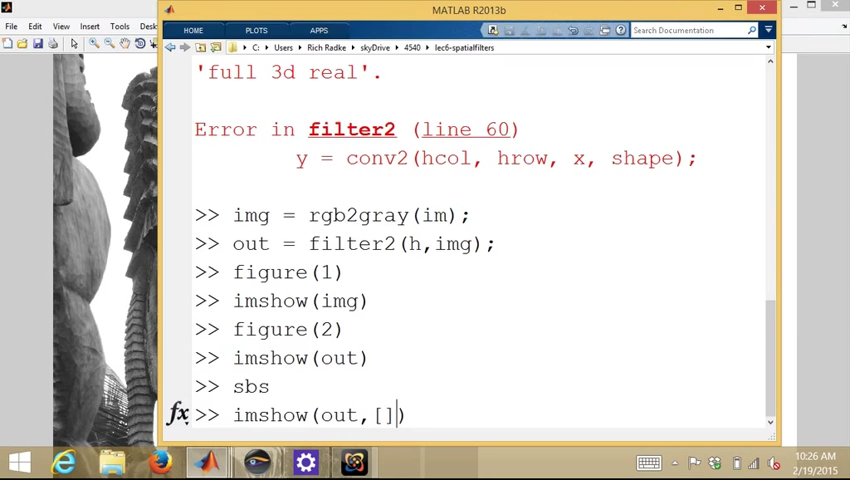 MATLAB R2013b
HOME PLOTS APPS Search Documentation
File Edit View Inse
Tools
C: Users Rich Radke skyDrive 4540 lec6-spatialfilters
'full 3d real'.
Error in filter2 (line 60)
y = conv2(hcol, hrow, x, shape);
>> img = rgb2gray(im);
>> out = filter2(h,img);
>> figure(1)
>> imshow(img)
>> figure(2)
>> imshow(out)
>> sbs
fx >> imshow(out,[])
10:26 AM
2/19/2015